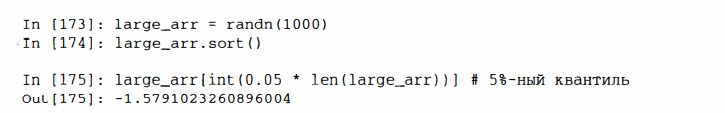 In [173]: large_arr = randn(1000)
In [174]: large_arr.sort()
In [175]: large_arr[int(0.05 * len(large_arr))] # 5%-ный квантиль
Out[175]: -1.5791023260896004